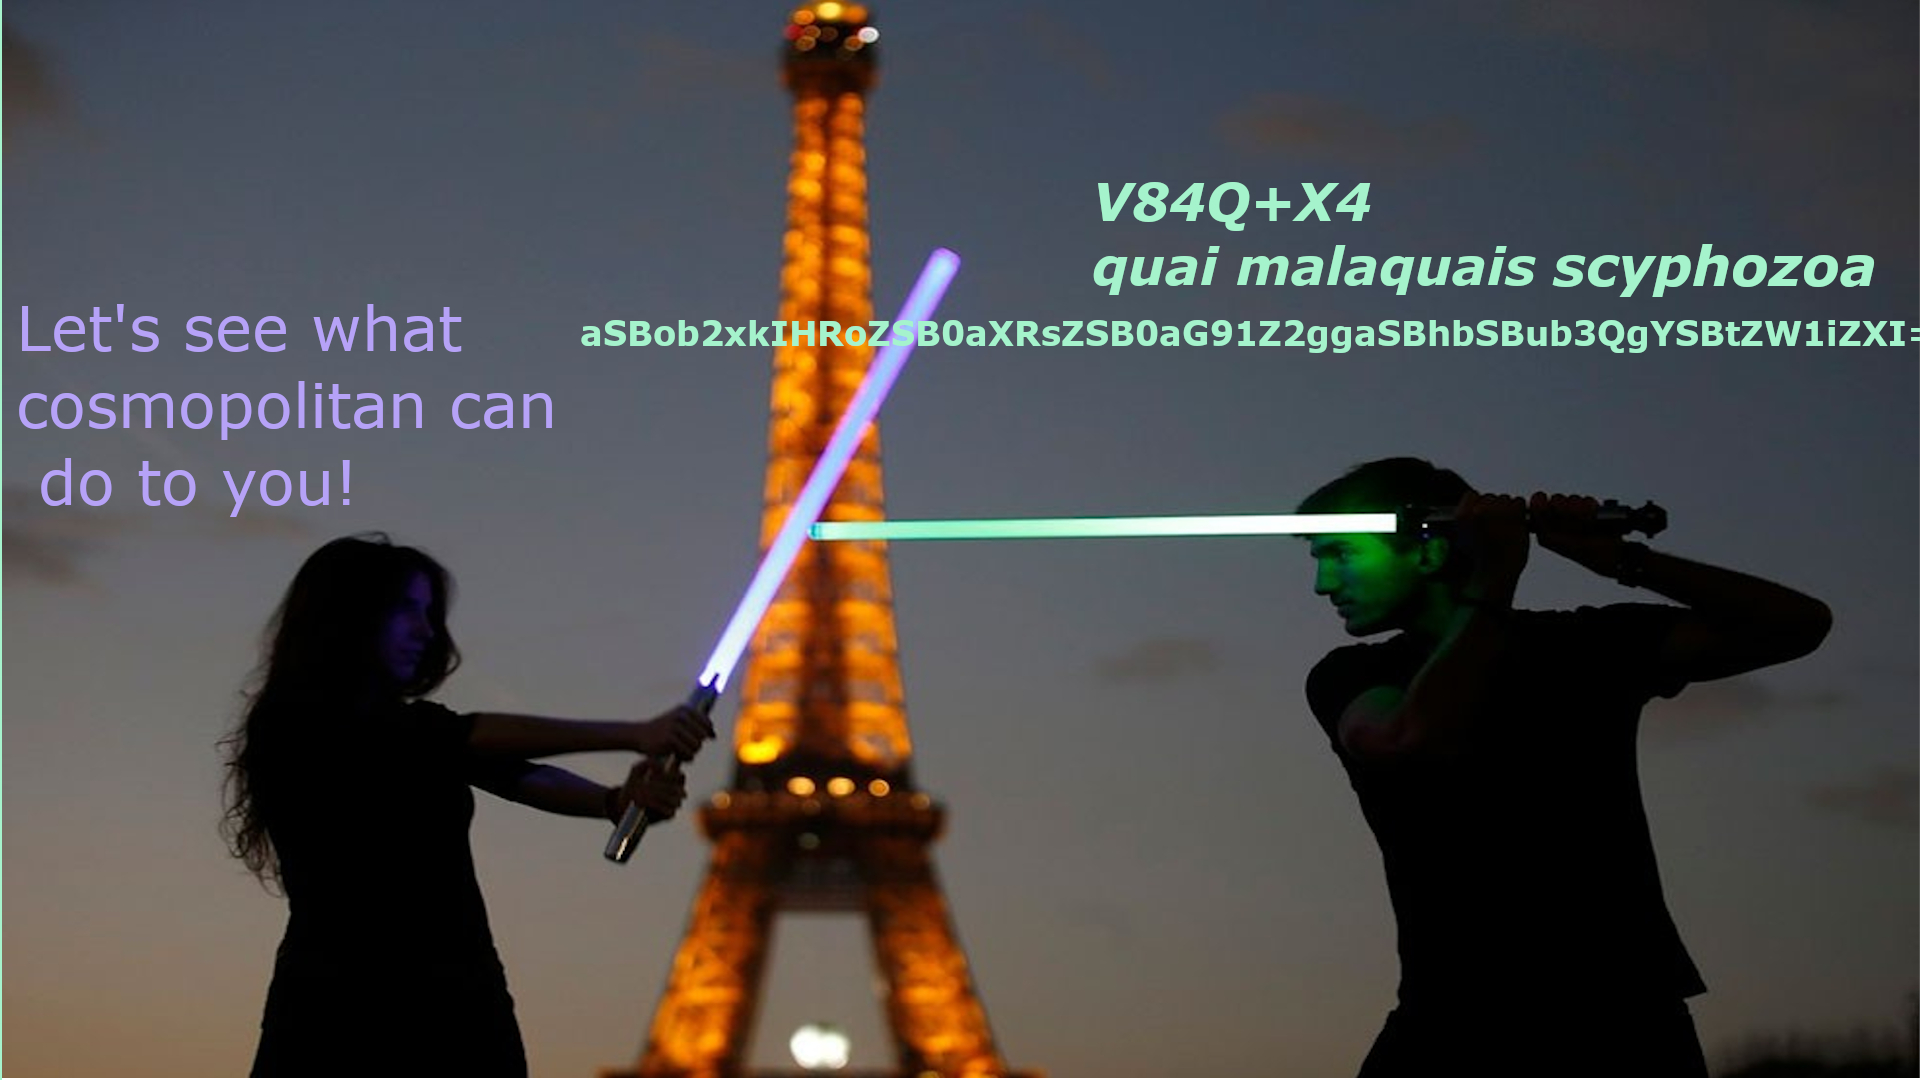 V84Q+X4
quai malaquais scyphozoa
aSBob2xkIHRoZSB0aXRsZSB0aG91Z2ggaSBhbSBub3QgYSBtZW1iZXI=
Let's see what
cosmopolitan can
do to you!